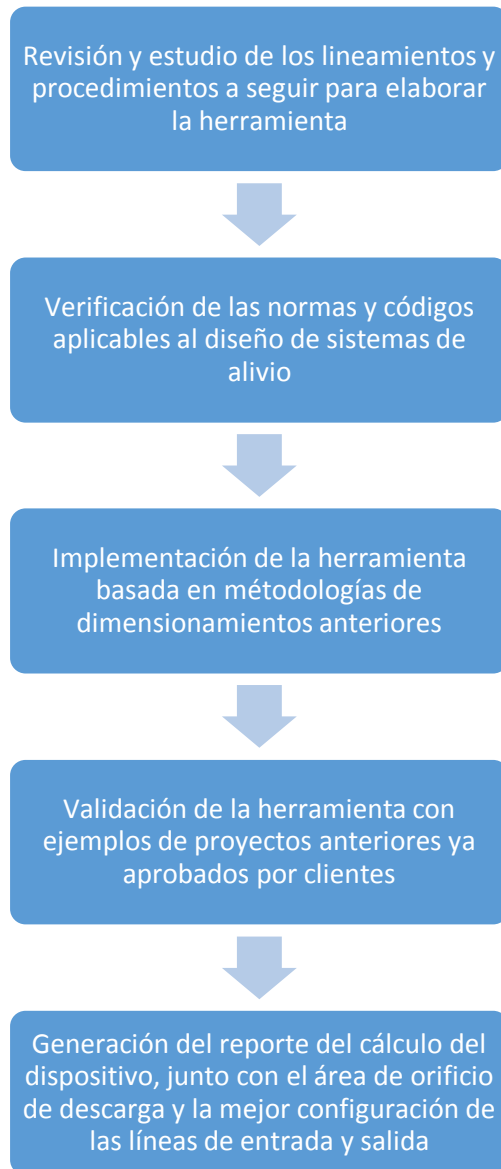 Revisión y estudio de los lineamientos y
procedimientos a seguir para elaborar
la herramienta
Verificación de las normas y códigos
aplicables al diseño de sistemas de
alivio
Implementación de la herramienta
basada en métodologías de
dimensionamientos anteriores
Validación de la herramienta con
ejemplos de proyectos anteriores ya
aprobados por clientes
Generación del reporte del cálculo del
dispositivo, junto con el área de orificio
de descarga y la mejor configuración de
las líneas de entrada y salida